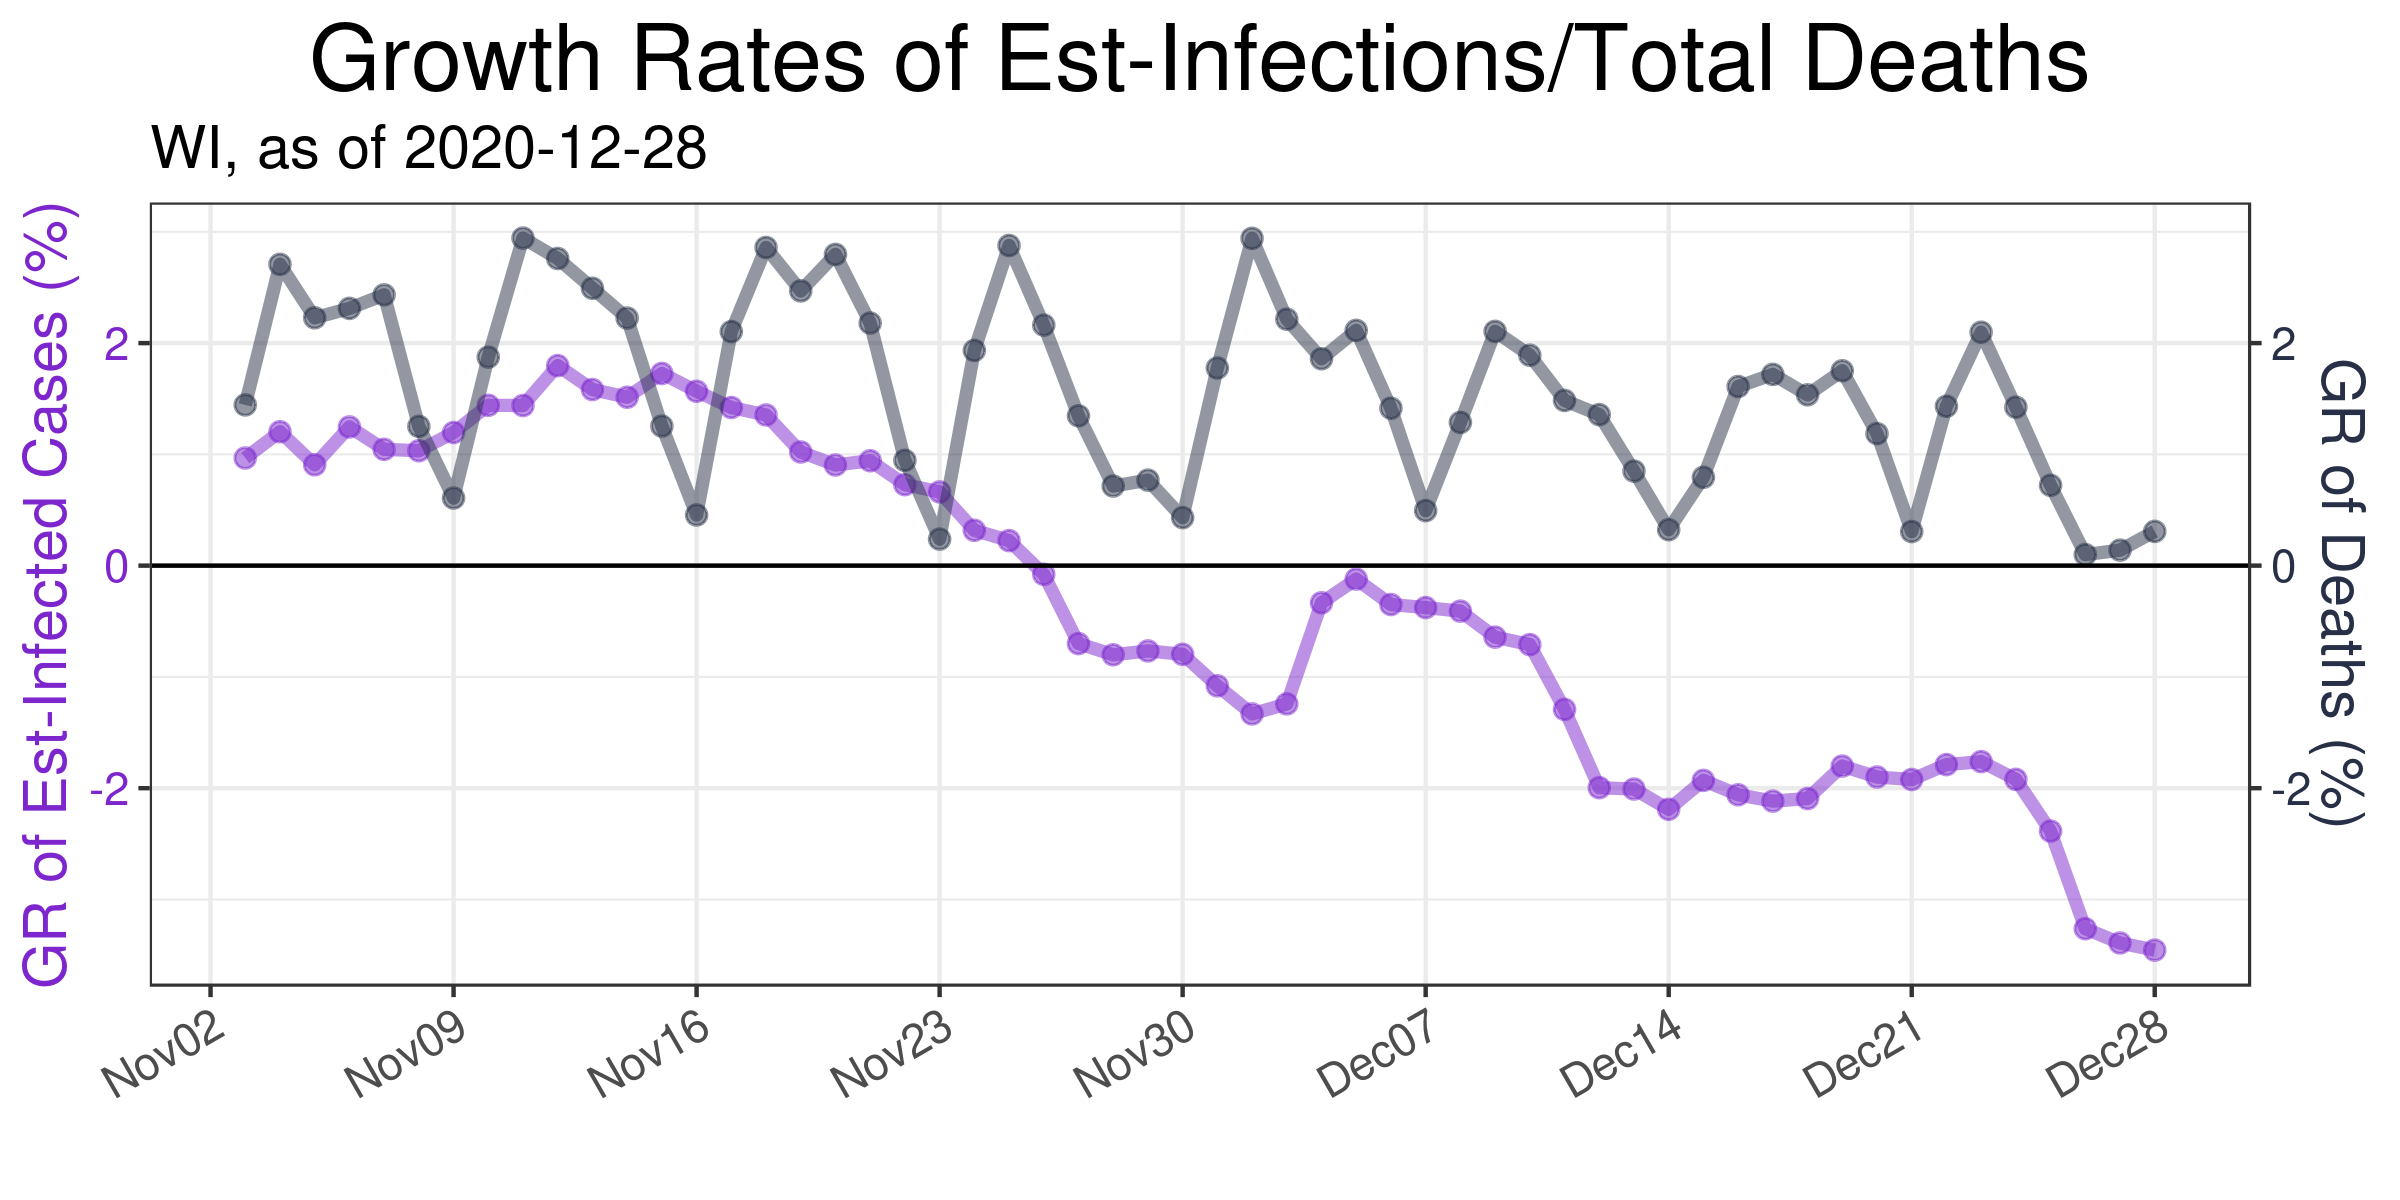 Growth Rates of Est-Infections/Total Deaths
WI, as of 2020-12-28
GR of Est-Infected Cases (%)
2
0
-2
2
0
-2
GR of Deaths (%)
Nov02
Nov09
Nov16
Nov23
Nov30
Dec07
Dec14
Dec21
Dec28